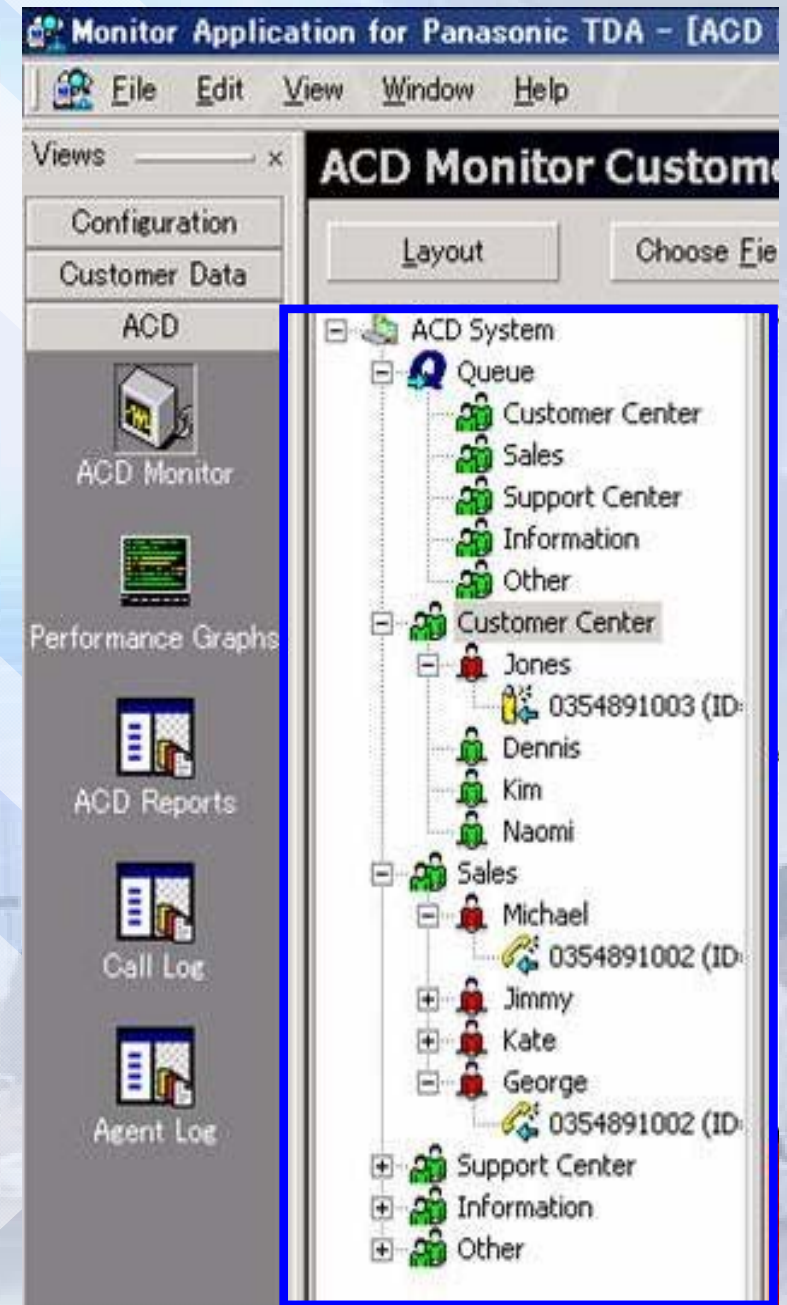 Monitor Application for Panasonic TDA - [ACD
File Edit View Window Help
Views
ACD Monitor Custome
Configuration
Layout Choose Fie
Customer Data
ACD
ACD Monitor
Performance Graphs
ACD Reports
Call Log
Agent Log
ACD System
Queue
Customer Center
Sales
Support Center
Information
Other
Customer Center
Jones
0354891003 (ID:
Dennis
Kim
Naomi
Sales
Michael
0354891002 (ID:
Jimmy
Kate
George
0354891002 (ID:
Support Center
Information
Other